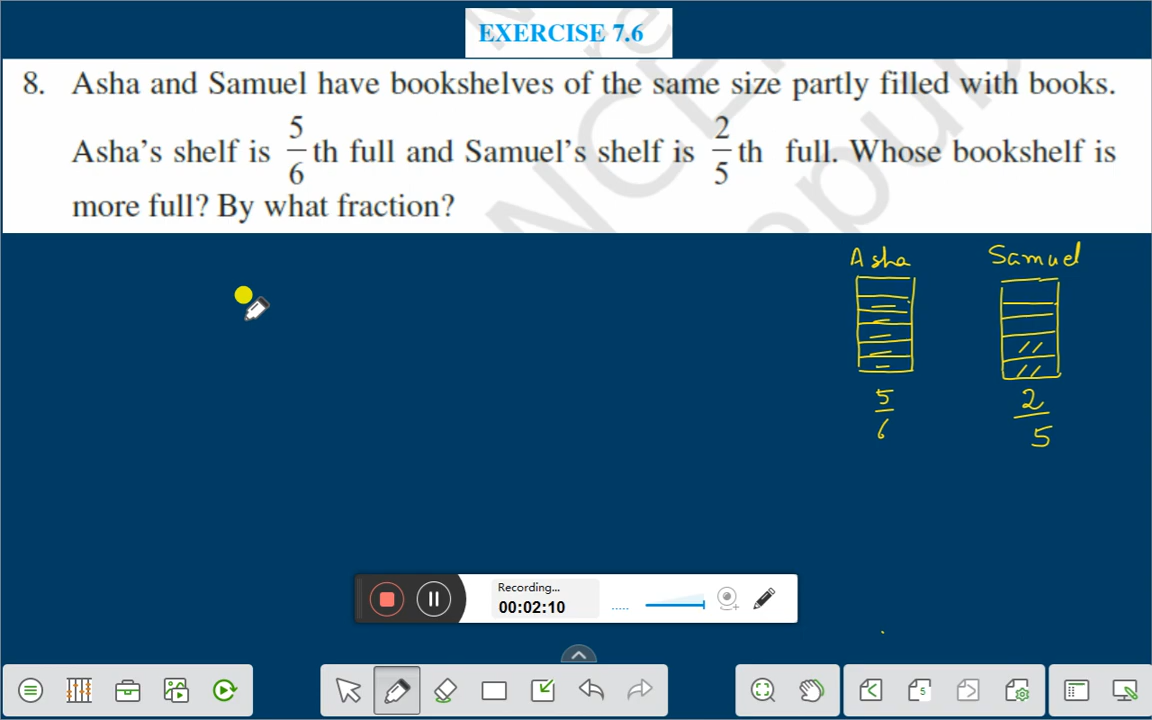 EXERCISE 7.6
8. Asha and Samuel have bookshelves of the same size partly filled with books.
Asha's shelf is 5/6 th full and Samuel's shelf is 2/5 th full. Whose bookshelf is
more full? By what fraction?
Asha Samuel
5/6 2/5
Recording...
00:02:10
5